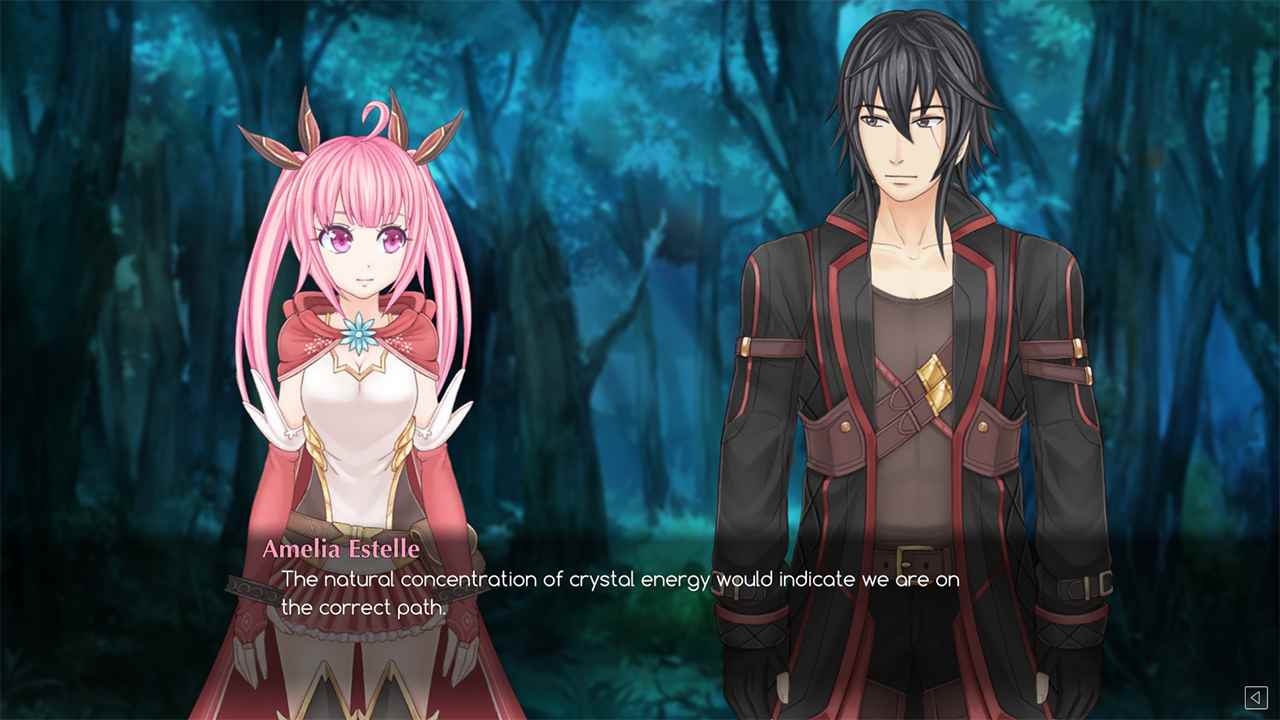 Amelia Estelle
The natural concentration of crystal energy would indicate we are on
the correct path.